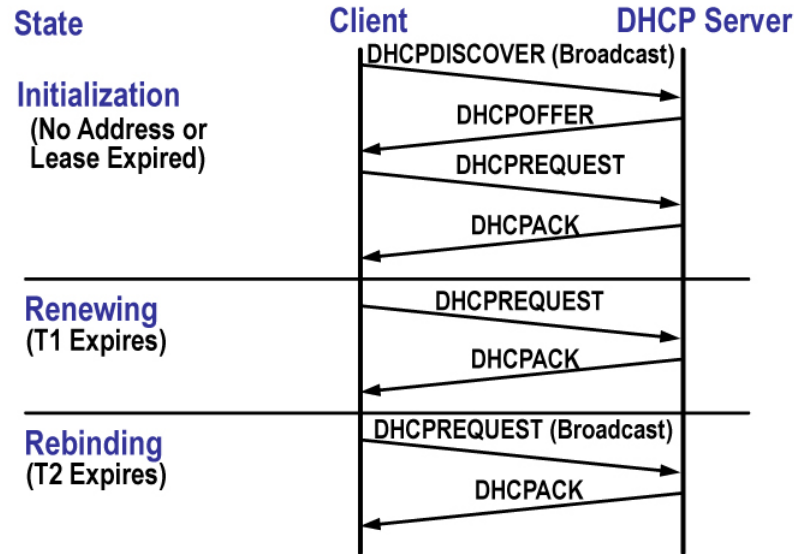 State
Client
DHCP Server
DHCPDISCOVER (Broadcast)
Initialization
(No Address or
Lease Expired)
DHCPOFFER
DHCPREQUEST
DHCPACK
Renewing
(T1 Expires)
DHCPREQUEST
DHCPACK
Rebinding
(T2 Expires)
DHCPREQUEST (Broadcast)
DHCPACK